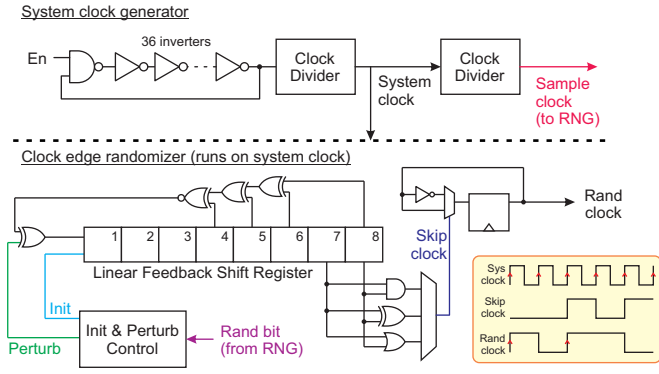 System clock generator
En
36 inverters
Clock
Divider
System
clock
Clock
Divider
Sample
clock
(to RNG)
Clock edge randomizer (runs on system clock)
1 2 3 4 5 6 7 8
Linear Feedback Shift Register
Init
Perturb
Init & Perturb
Control
Rand bit
(from RNG)
Skip
clock
Rand
clock
Sys
clock
Skip
clock
Rand
clock